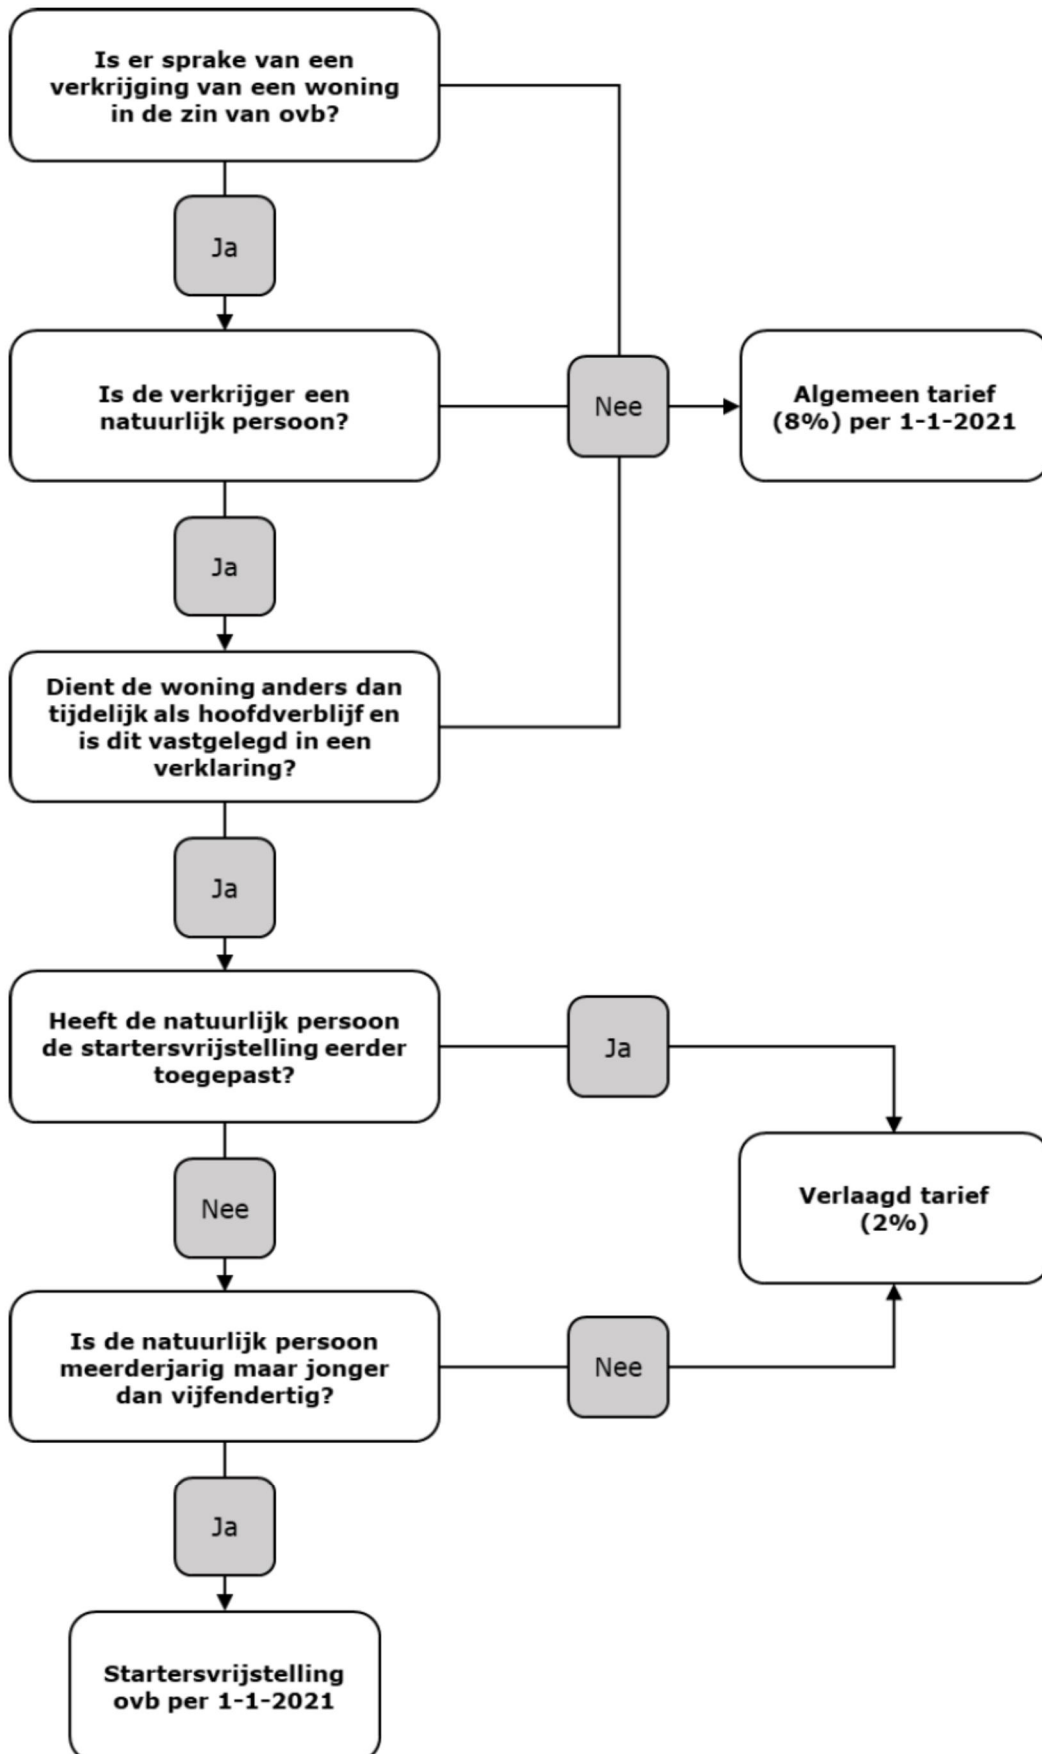 Is er sprake van een
verkrijging van een woning
in de zin van ovb?
Ja
Is de verkrijger een
natuurlijk persoon?
Nee
Algemeen tarief
(8%) per 1-1-2021
Ja
Dient de woning anders dan
tijdelijk als hoofdverblijf en
is dit vastgelegd in een
verklaring?
Ja
Heeft de natuurlijk persoon
de startersvrijstelling eerder
toegepast?
Ja
Verlaagd tarief
(2%)
Nee
Is de natuurlijk persoon
meerderjarig maar jonger
dan vijfendertig?
Nee
Ja
Startersvrijstelling
ovb per 1-1-2021